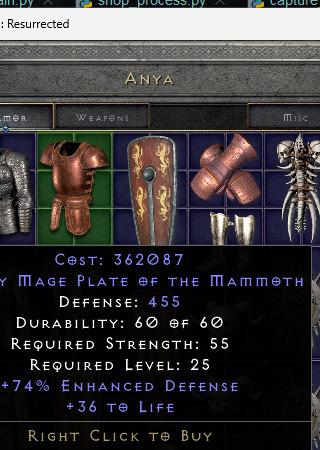 shop_process.py
capture
: Resurrected
Anya
Weapons
Misc
Cost: 362087
y Mage Plate of the Mammoth
Defense: 455
Durability: 60 of 60
Required Strength: 55
Required Level: 25
+74% Enhanced Defense
+36 to Life
Right Click to Buy